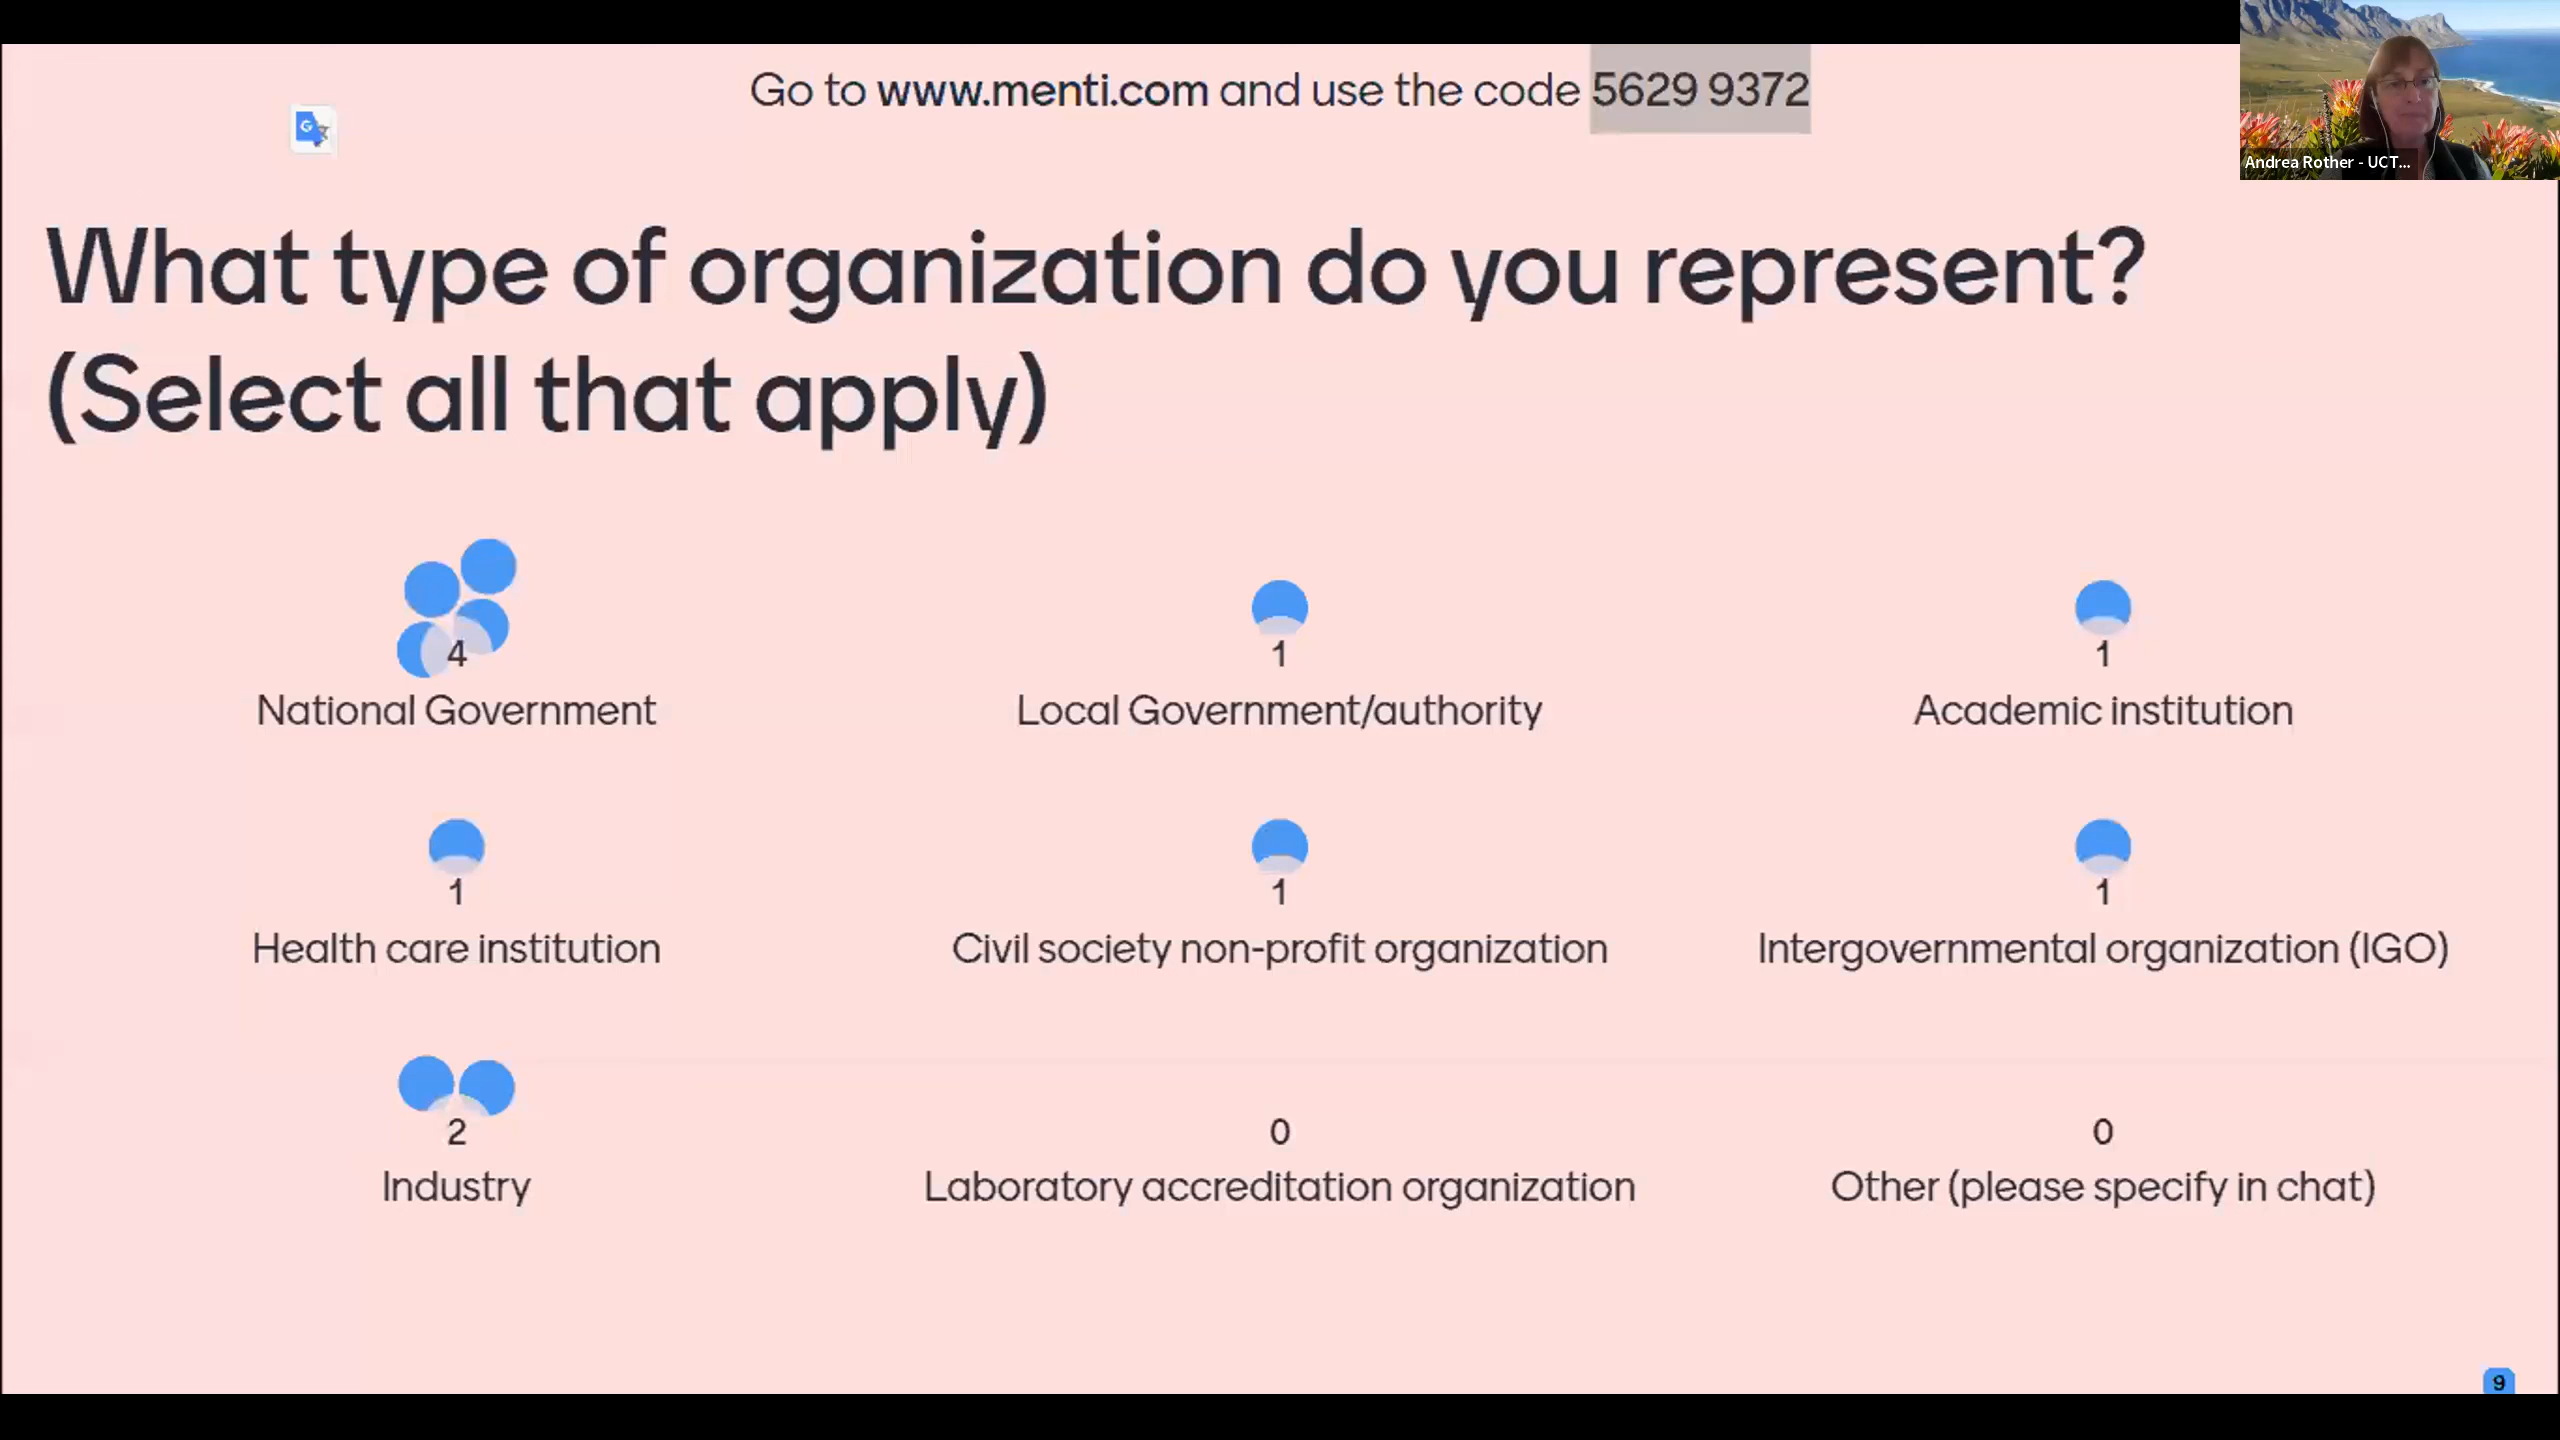 Go to www.menti.com and use the code 5629 9372
Andrea Rother - UCT...
What type of organization do you represent?
(Select all that apply)
4
National Government
1
Local Government/authority
1
Academic institution
1
Health care institution
1
Civil society non-profit organization
1
Intergovernmental organization (IGO)
2
Industry
0
Laboratory accreditation organization
0
Other (please specify in chat)
9